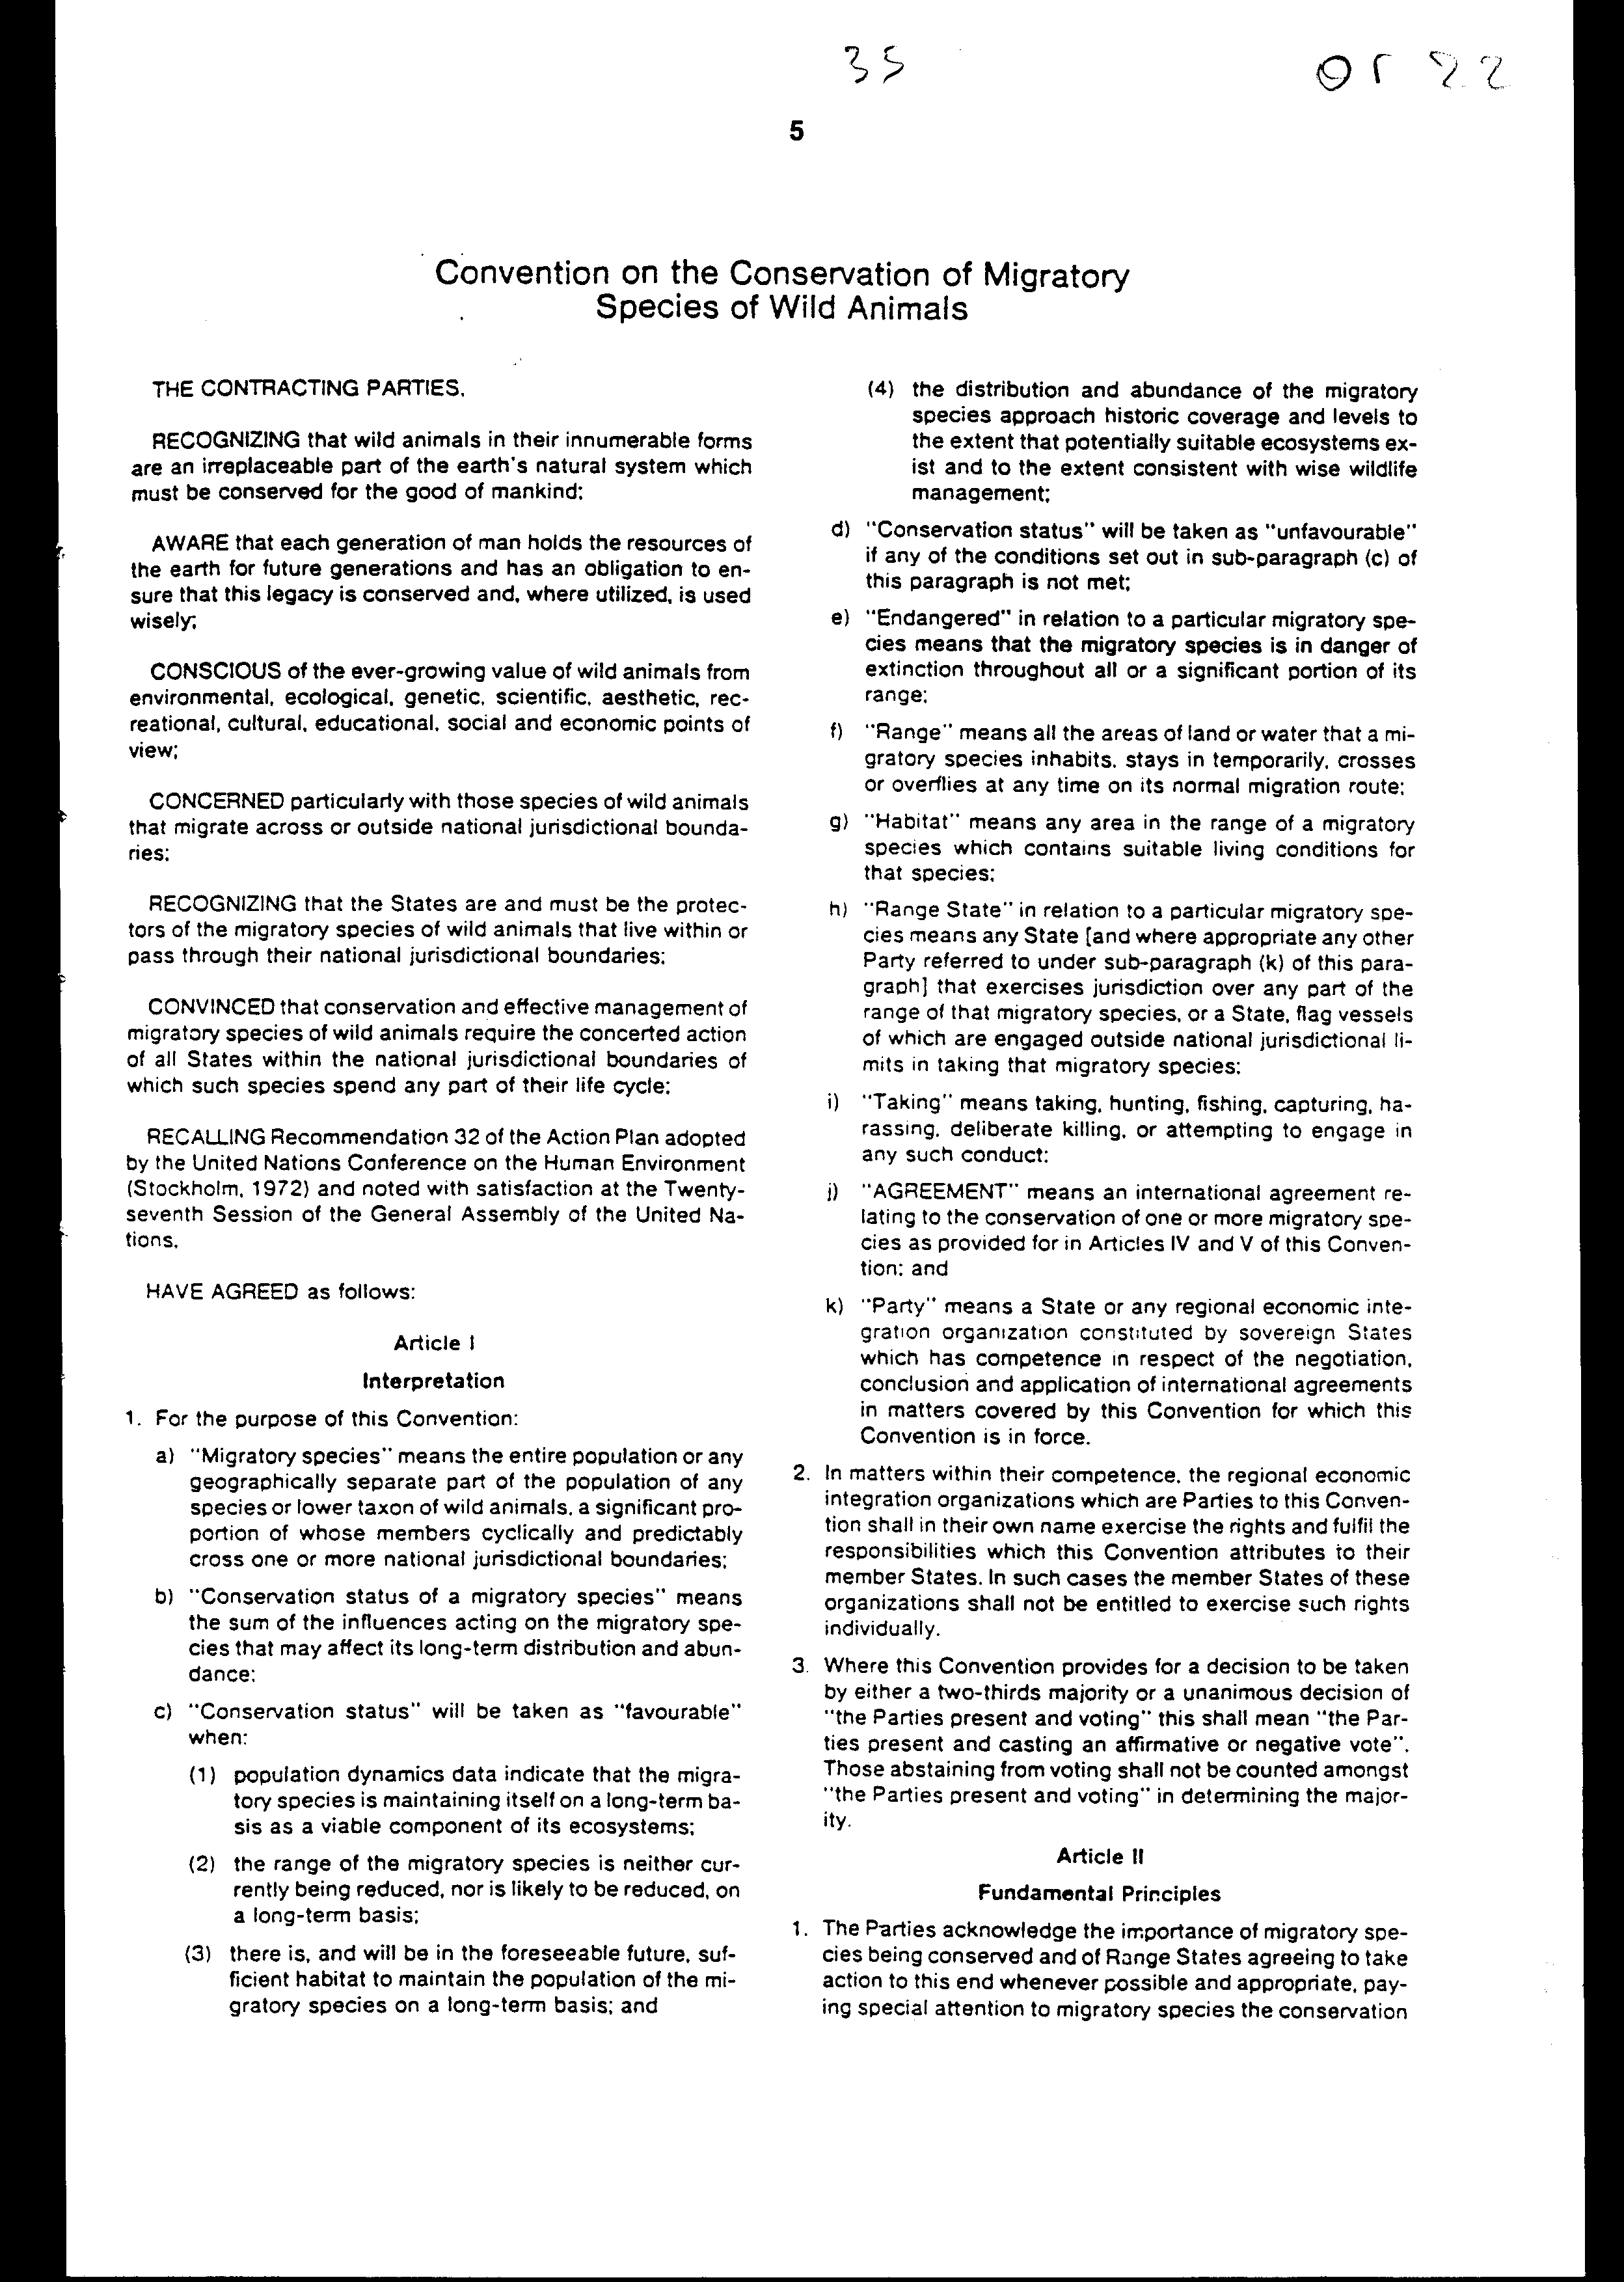 35
5
Convention on the Conservation of Migratory
Species of Wild Animals
THE CONTRACTING PARTIES,
RECOGNIZING that wild animals in their innumerable forms
are an irreplaceable part of the earth's natural system which
must be conserved for the good of mankind;
AWARE that each generation of man holds the resources of
the earth for future generations and has an obligation to en-
sure that this legacy is conserved and, where utilized, is used
wisely;
CONSCIOUS of the ever-growing value of wild animals from
environmental, ecological, genetic, scientific, aesthetic, rec-
reational, cultural, educational, social and economic points of
view;
CONCERNED particularly with those species of wild animals
that migrate across or outside national jurisdictional bounda-
ries;
RECOGNIZING that the States are and must be the protec-
tors of the migratory species of wild animals that live within or
pass through their national jurisdictional boundaries;
CONVINCED that conservation and effective management of
migratory species of wild animals require the concerted action
of all States within the national jurisdictional boundaries of
which such species spend any part of their life cycle;
RECALLING Recommendation 32 of the Action Plan adopted
by the United Nations Conference on the Human Environment
(Stockholm, 1972) and noted with satisfaction at the Twenty-
seventh Session of the General Assembly of the United Na-
tions,
HAVE AGREED as follows:
Article I
Interpretation
1. For the purpose of this Convention:
a) "Migratory species" means the entire population or any
geographically separate part of the population of any
species or lower taxon of wild animals, a significant pro-
portion of whose members cyclically and predictably
cross one or more national jurisdictional boundaries;
b) "Conservation status of a migratory species" means
the sum of the influences acting on the migratory spe-
cies that may affect its long-term distribution and abun-
dance;
c) "Conservation status" will be taken as "favourable"
when:
(1) population dynamics data indicate that the migra-
tory species is maintaining itself on a long-term ba-
sis as a viable component of its ecosystems;
(2) the range of the migratory species is neither cur-
rently being reduced, nor is likely to be reduced, on
a long-term basis;
(3) there is, and will be in the foreseeable future, suf-
ficient habitat to maintain the population of the mi-
gratory species on a long-term basis; and
(4) the distribution and abundance of the migratory
species approach historic coverage and levels to
the extent that potentially suitable ecosystems ex-
ist and to the extent consistent with wise wildlife
management;
d) "Conservation status" will be taken as "unfavourable"
if any of the conditions set out in sub-paragraph (c) of
this paragraph is not met;
e) "Endangered" in relation to a particular migratory spe-
cies means that the migratory species is in danger of
extinction throughout all or a significant portion of its
range;
f) "Range" means all the areas of land or water that a mi-
gratory species inhabits, stays in temporarily, crosses
or overflies at any time on its normal migration route;
g) "Habitat" means any area in the range of a migratory
species which contains suitable living conditions for
that species;
h) "Range State" in relation to a particular migratory spe-
cies means any State [and where appropriate any other
Party referred to under sub-paragraph (k) of this para-
graph] that exercises jurisdiction over any part of the
range of that migratory species, or a State, flag vessels
of which are engaged outside national jurisdictional li-
mits in taking that migratory species;
i) "Taking" means taking, hunting, fishing, capturing, ha-
rassing, deliberate killing, or attempting to engage in
any such conduct;
j) "AGREEMENT" means an international agreement re-
lating to the conservation of one or more migratory spe-
cies as provided for in Articles IV and V of this Conven-
tion; and
k) "Party" means a State or any regional economic inte-
gration organization constituted by sovereign States
which has competence in respect of the negotiation,
conclusion and application of international agreements
in matters covered by this Convention for which this
Convention is in force.
2. In matters within their competence, the regional economic
integration organizations which are Parties to this Conven-
tion shall in their own name exercise the rights and fulfil the
responsibilities which this Convention attributes to their
member States. In such cases the member States of these
organizations shall not be entitled to exercise such rights
individually.
3. Where this Convention provides for a decision to be taken
by either a two-thirds majority or a unanimous decision of
"the Parties present and voting" this shall mean "the Par-
ties present and casting an affirmative or negative vote".
Those abstaining from voting shall not be counted amongst
"the Parties present and voting" in determining the major-
ity.
Article II
Fundamental Principles
1. The Parties acknowledge the importance of migratory spe-
cies being conserved and of Range States agreeing to take
action to this end whenever possible and appropriate, pay-
ing special attention to migratory species the conservation